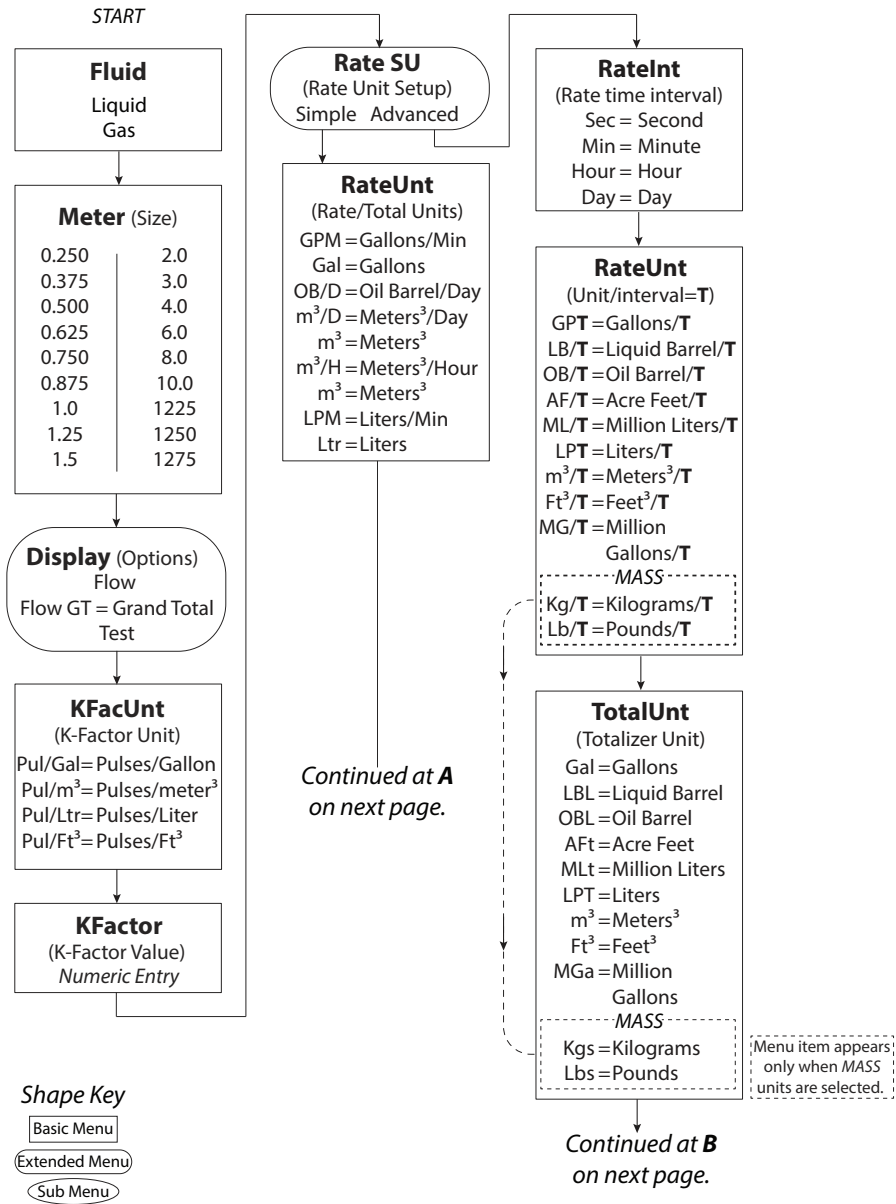 START
Fluid
Liquid
Gas
Meter (Size)
0.250 2.0
0.375 3.0
0.500 4.0
0.625 6.0
0.750 8.0
0.875 10.0
1.0 1225
1.25 1250
1.5 1275
Display (Options)
Flow
Flow GT = Grand Total
Test
KFacUnt
(K-Factor Unit)
Pul/Gal= Pulses/Gallon
Pul/m³= Pulses/meter³
Pul/Ltr= Pulses/Liter
Pul/Ft³= Pulses/Ft³
KFactor
(K-Factor Value)
Numeric Entry
Shape Key
Basic Menu
Extended Menu
Sub Menu
Rate SU
(Rate Unit Setup)
Simple Advanced
RateUnt
(Rate/Total Units)
GPM = Gallons/Min
Gal = Gallons
OB/D = Oil Barrel/Day
m³/D = Meters³/Day
m³ = Meters³
m³/H = Meters³/Hour
m³ = Meters³
LPM = Liters/Min
Ltr = Liters
Continued at A
on next page.
RateInt
(Rate time interval)
Sec = Second
Min = Minute
Hour = Hour
Day = Day
RateUnt
(Unit/interval=T)
GPT = Gallons/T
LB/T = Liquid Barrel/T
OB/T = Oil Barrel/T
AF/T = Acre Feet/T
ML/T = Million Liters/T
LPT = Liters/T
m³/T = Meters³/T
Ft³/T = Feet³/T
MG/T = Million
Gallons/T
MASS
Kg/T = Kilograms/T
Lb/T = Pounds/T
TotalUnt
(Totalizer Unit)
Gal = Gallons
LBL = Liquid Barrel
OBL = Oil Barrel
AFt = Acre Feet
MLt = Million Liters
LPT = Liters
m³ = Meters³
Ft³ = Feet³
MGa = Million
Gallons
MASS
Kgs = Kilograms
Lbs = Pounds
Menu item appears
only when MASS
units are selected.
Continued at B
on next page.